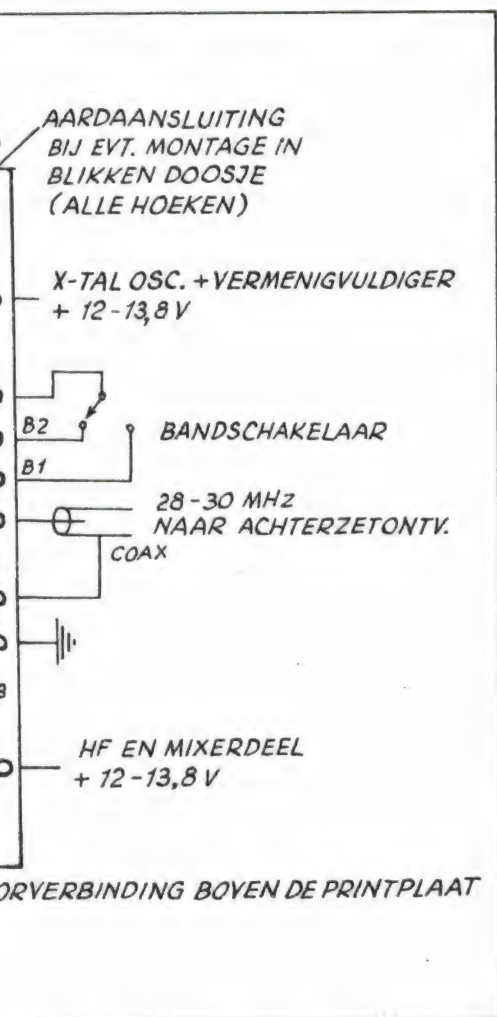 AARDAANSLUITING
BIJ EVT. MONTAGE IN
BLIKKEN DOOSJE
(ALLE HOEKEN)
X-TAL OSC. + VERMENIGVULDIGER
+ 12-13,8 V
B2
BANDSCHAKELAAR
B1
28-30 MHz
NAAR ACHTERZETONTV.
COAX
HF EN MIXERDEEL
+ 12-13,8 V
ORVERBINDING BOVEN DE PRINTPLAAT